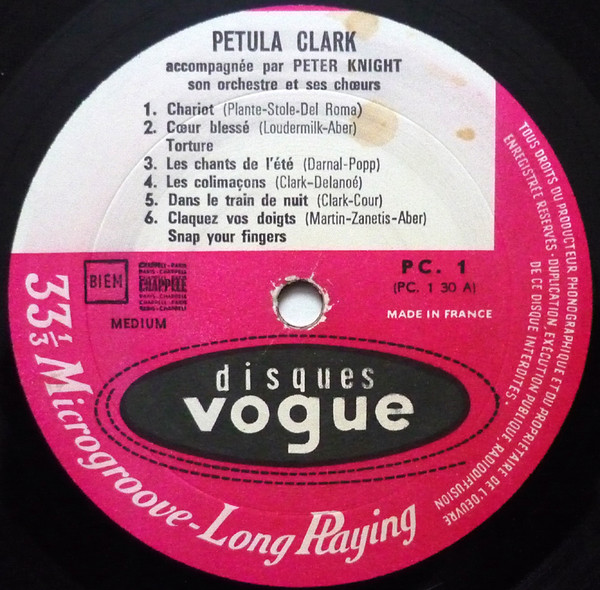 PETULA CLARK
accompagnée par PETER KNIGHT
son orchestre et ses chœurs
1. Chariot (Plante-Stole-Del Roma)
2. Cœur blessé (Loudermilk-Aber)
Torture
3. Les chants de l'été (Darnal-Popp)
4. Les colimaçons (Clark-Delanoé)
5. Dans le train de nuit (Clark-Cour)
6. Claquez vos doigts (Martin-Zanetis-Aber)
Snap your fingers
BIEM
CHAPPELL
MEDIUM
PC. 1
(PC. 1 30 A)
MADE IN FRANCE
disques
vogue
33 1/3 Microgroove-Long Playing
TOUS DROITS DU PRODUCTEUR PHONOGRAPHIQUE ET DU PROPRIÉTAIRE DE L'OEUVRE
ENREGISTRÉE RÉSERVÉS - DUPLICATION, EXÉCUTION PUBLIQUE, RADIODIFFUSION
DE CE DISQUE INTERDITES -